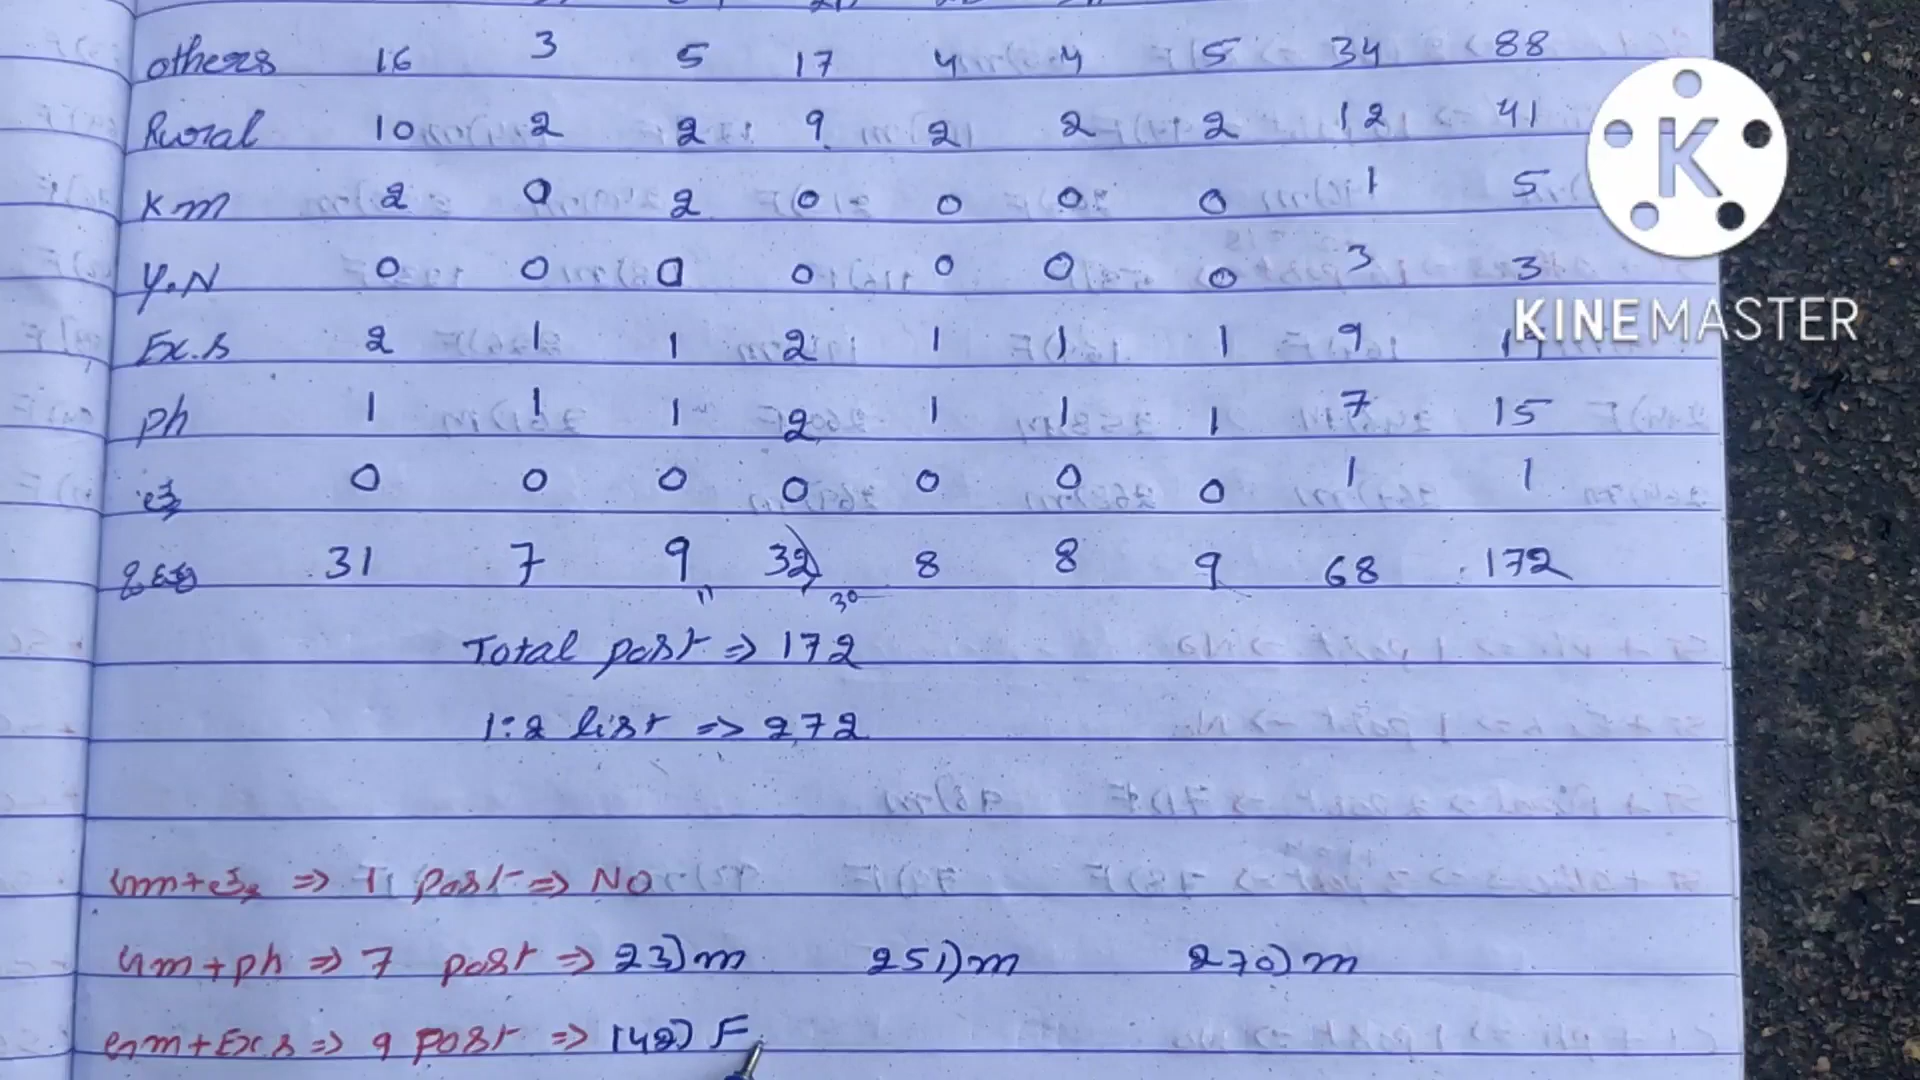 others 16 3 5 17 4 4 5 34 88
Rural 10 2 2 9 2 2 2 12 41
Km 2 0 2 0 0 0 0 1 5
Y.N 0 0 0 0 0 0 0 3 3
Ex.s 2 1 1 2 1 1 1 9
ph 1 1 1 2 1 1 1 7 15
0 0 0 0 0 0 0 1 1
31 7 9 32 8 8 9 68 172
11 30
Total post => 172
1:2 list => 272
=> 1 post => NO
Gm+ph => 7 post => 23)m 251)m 270)m
Gm+Exs => 9 post => 142) F
K
KINEMASTER